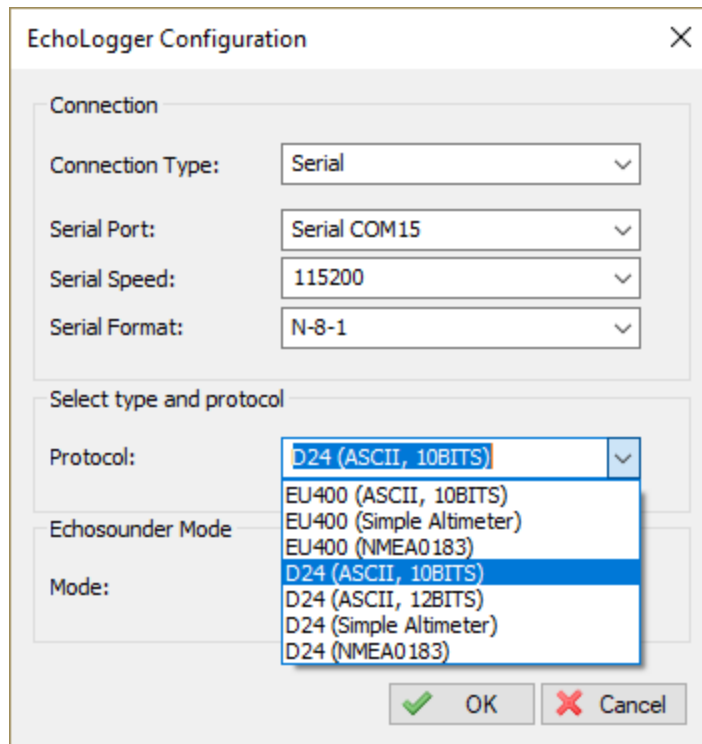 EchoLogger Configuration
Connection
Connection Type: Serial
Serial Port: Serial COM15
Serial Speed: 115200
Serial Format: N-8-1
Select type and protocol
Protocol: D24 (ASCII, 10BITS)
EU400 (ASCII, 10BITS)
EU400 (Simple Altimeter)
EU400 (NMEA0183)
D24 (ASCII, 10BITS)
D24 (ASCII, 12BITS)
D24 (Simple Altimeter)
D24 (NMEA0183)
Echosounder Mode
Mode:
OK Cancel